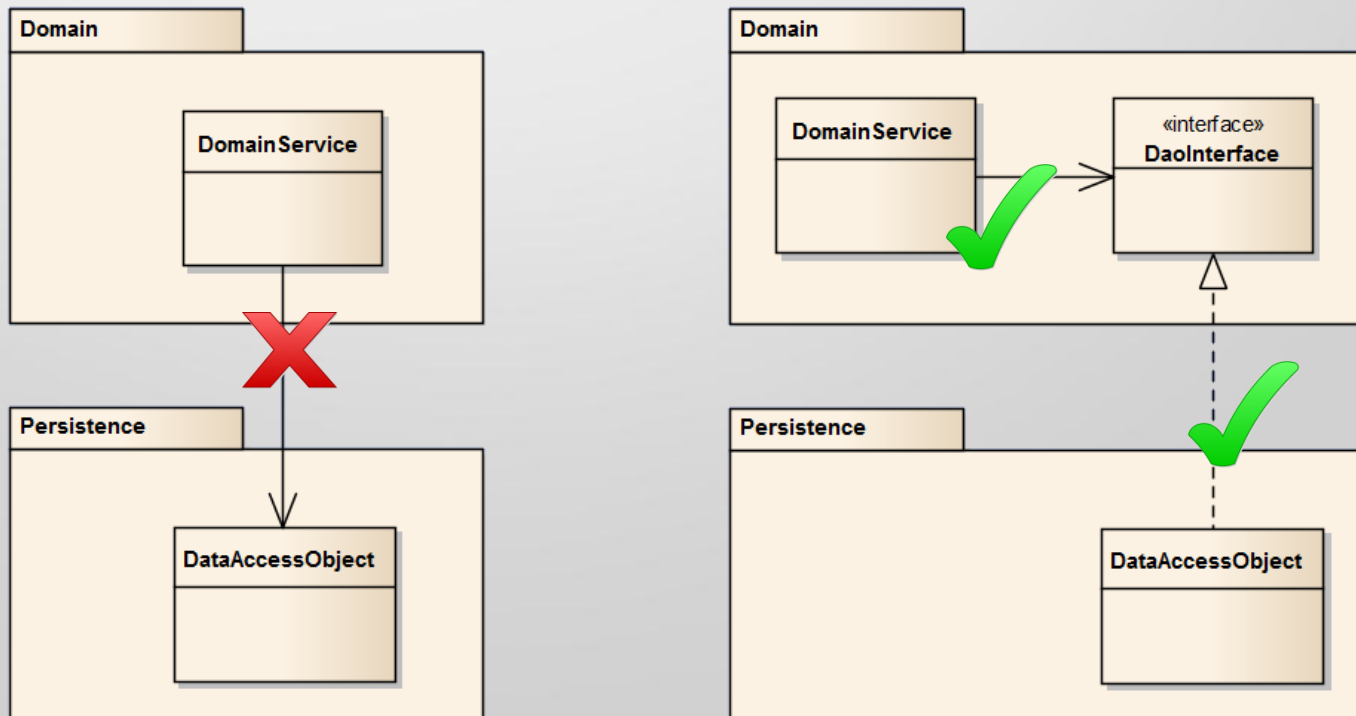 Domain
DomainService
Persistence
DataAccessObject
Domain
DomainService
«interface»
DaoInterface
Persistence
DataAccessObject